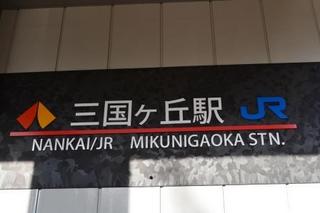 三国ヶ丘駅 JR
NANKAI/JR MIKUNIGAOKA STN.